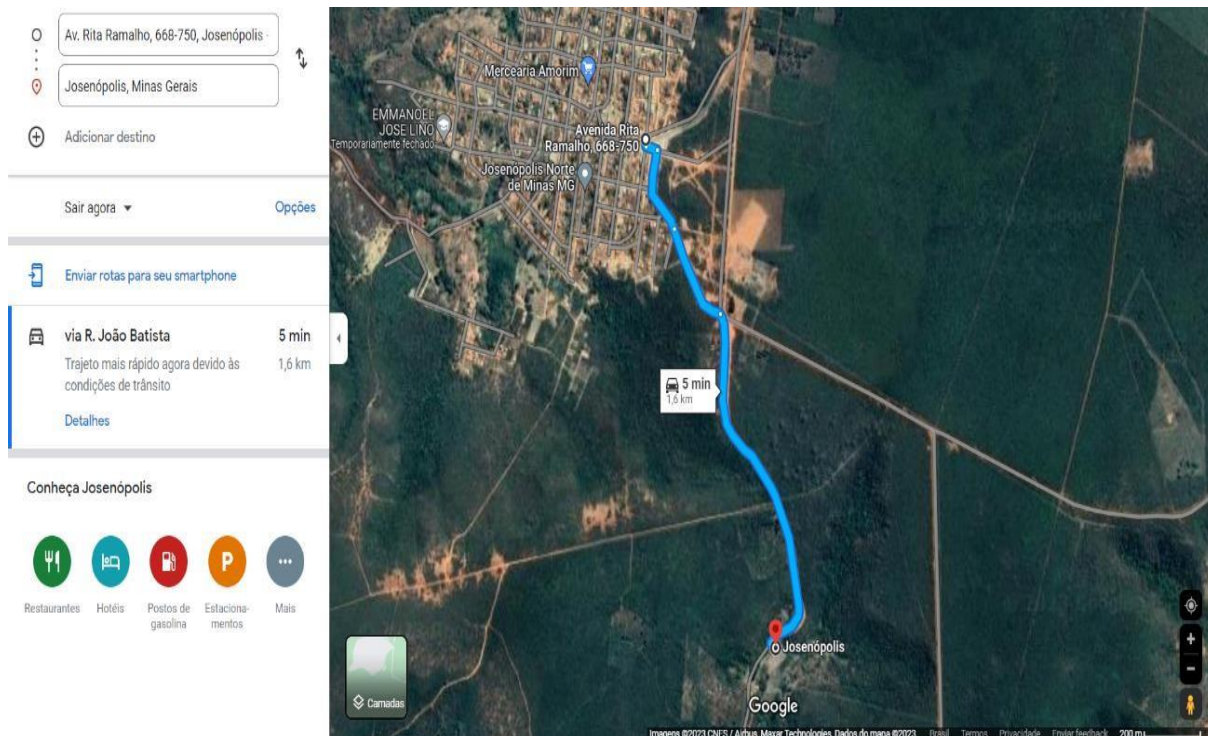 Av. Rita Ramalho, 668-750, Josenópolis -
Josenópolis, Minas Gerais
Adicionar destino
Sair agora
Opções
Enviar rotas para seu smartphone
via R. João Batista
5 min
Trajeto mais rápido agora devido às
1,6 km
condições de trânsito
Detalhes
Conheça Josenópolis
P
Restaurantes
Hotéis
Postos de
gasolina
Estaciona-
mentos
Mais
Mercearia Amorim
EMMANOEL
JOSE LINO
Temporariamente fechado
Avenida Rita
Ramalho, 668-750
Josenópolis Norte
de Minas MG
5 min
1,6 km
Josenópolis
Camadas
Google
Imagens ©2023 CNES / Airbus, Maxar Technologies, Dados do mapa ©2023
Brasil
Termos
Privacidade
Enviar feedback
200 m